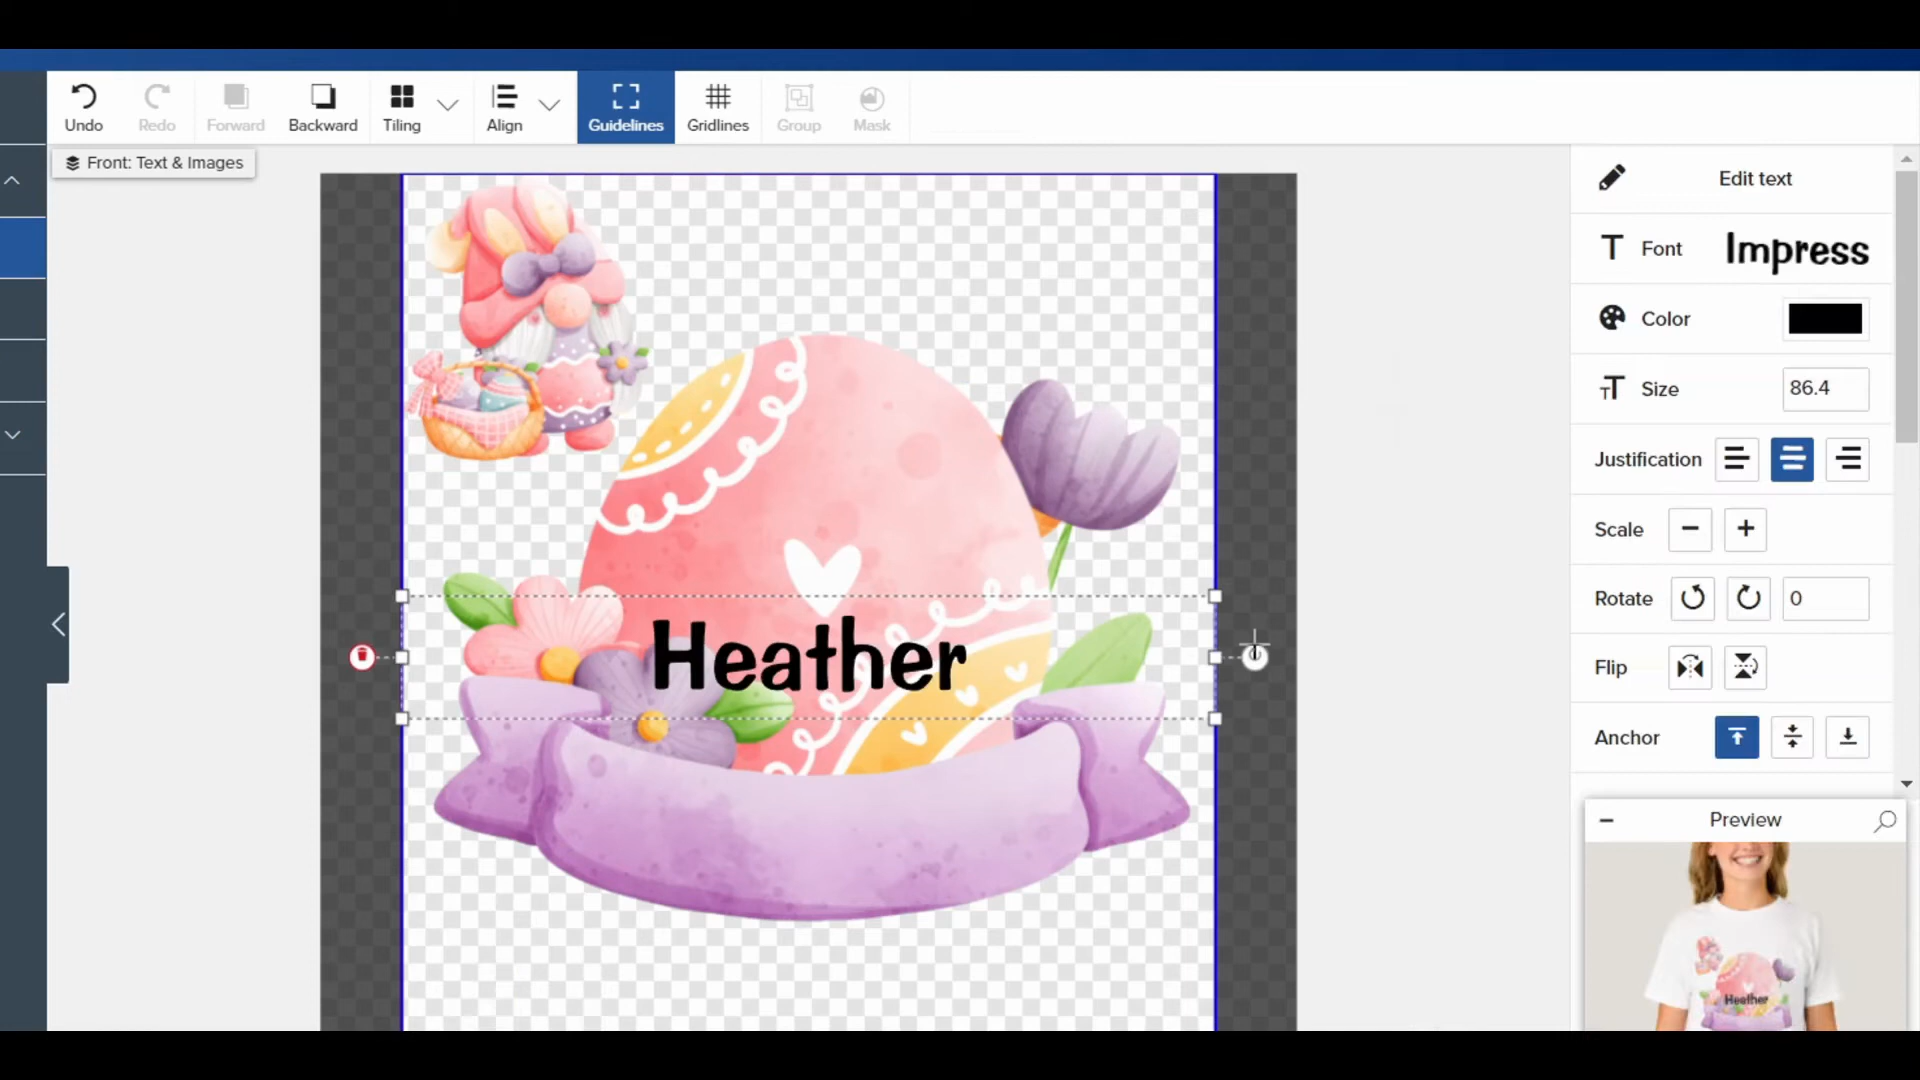 Undo
Redo
Forward
Backward
Tiling
Align
Guidelines
Gridlines
Group
Mask
Front: Text & Images
Edit text
Font
Impress
Color
Size
86.4
Justification
Scale
Rotate
0
Flip
Anchor
Heather
Preview
Heather